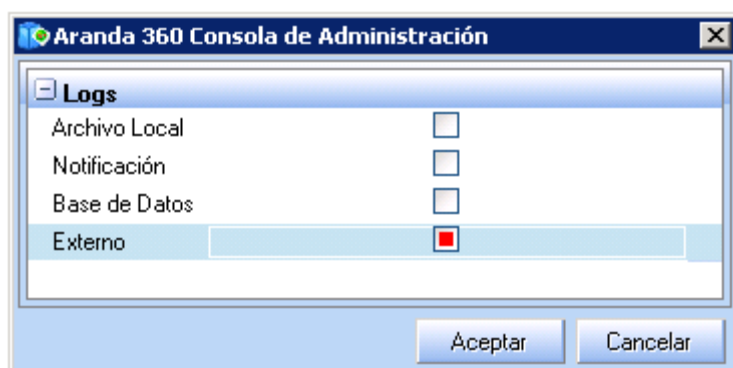 Aranda 360 Consola de Administración
Logs
Archivo Local
Notificación
Base de Datos
Externo
Aceptar
Cancelar